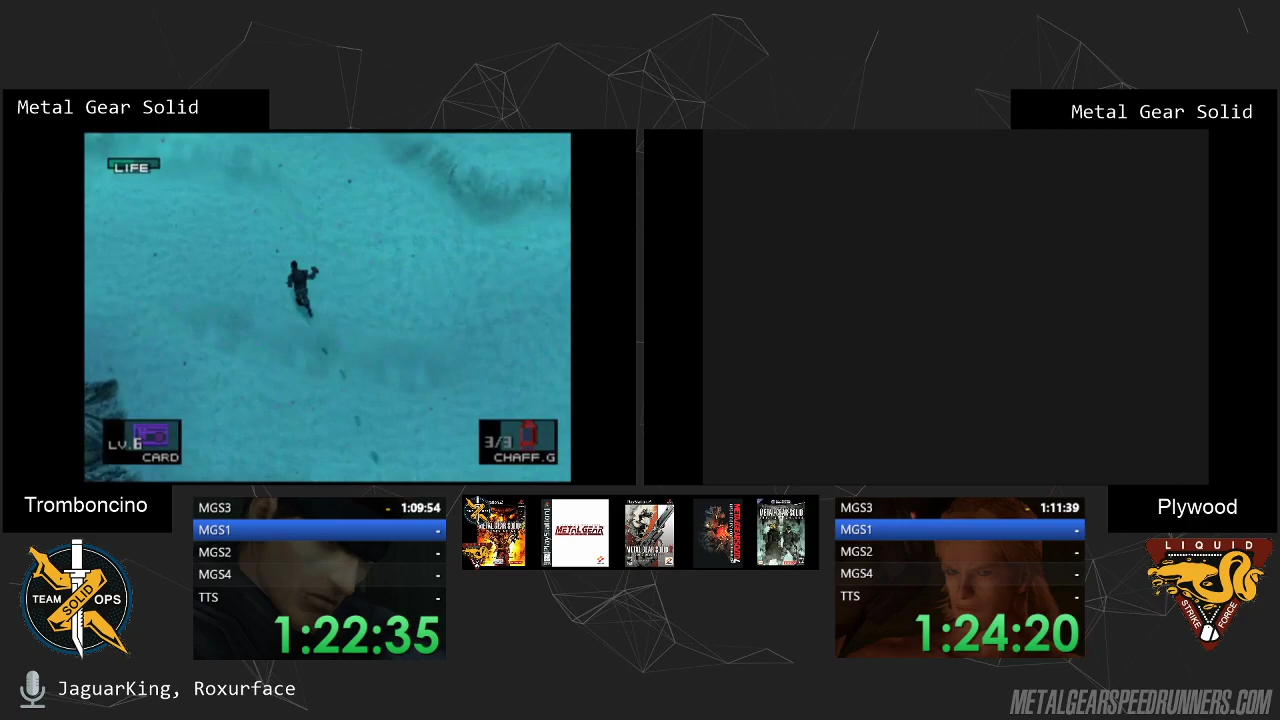 Metal Gear Solid
Metal Gear Solid
LIFE
LV.6
CARD
3/3
CHAFF.G
Tromboncino
Plywood
MGS3 - 1:09:54
MGS1 -
MGS2 -
MGS4 -
TTS -
1:22:35
MGS3 - 1:11:39
MGS1 -
MGS2 -
MGS4 -
TTS -
1:24:20
METAL GEAR
TEAM OPS
SOLID
LIQUID
STRIKE FORCE
JaguarKing, Roxurface
METALGEARSPEEDRUNNERS.COM